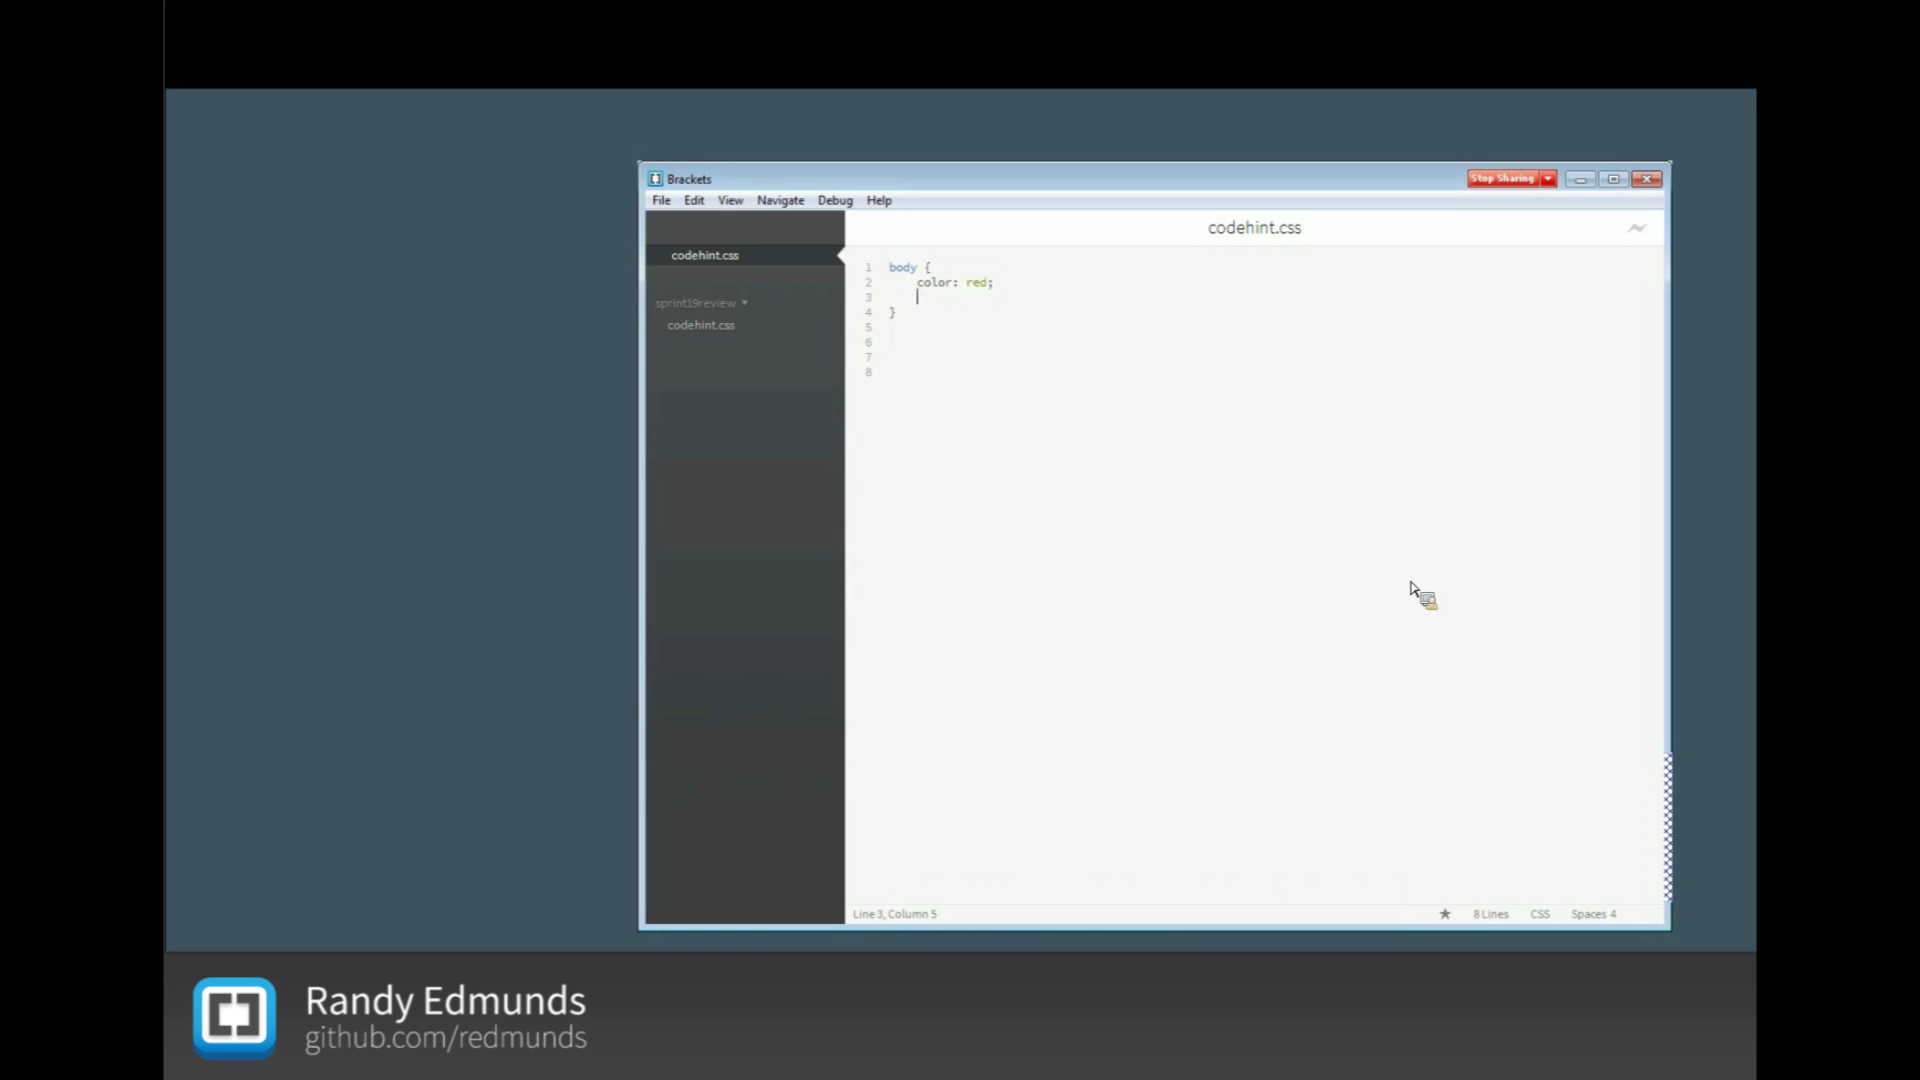 Brackets
Stop Sharing
File Edit View Navigate Debug Help
codehint.css
codehint.css
sprint19review
codehint.css
1 body {
2 color: red;
3
4 }
5
6
7
8
Line 3, Column 5
8 Lines CSS Spaces 4
Randy Edmunds
github.com/redmunds